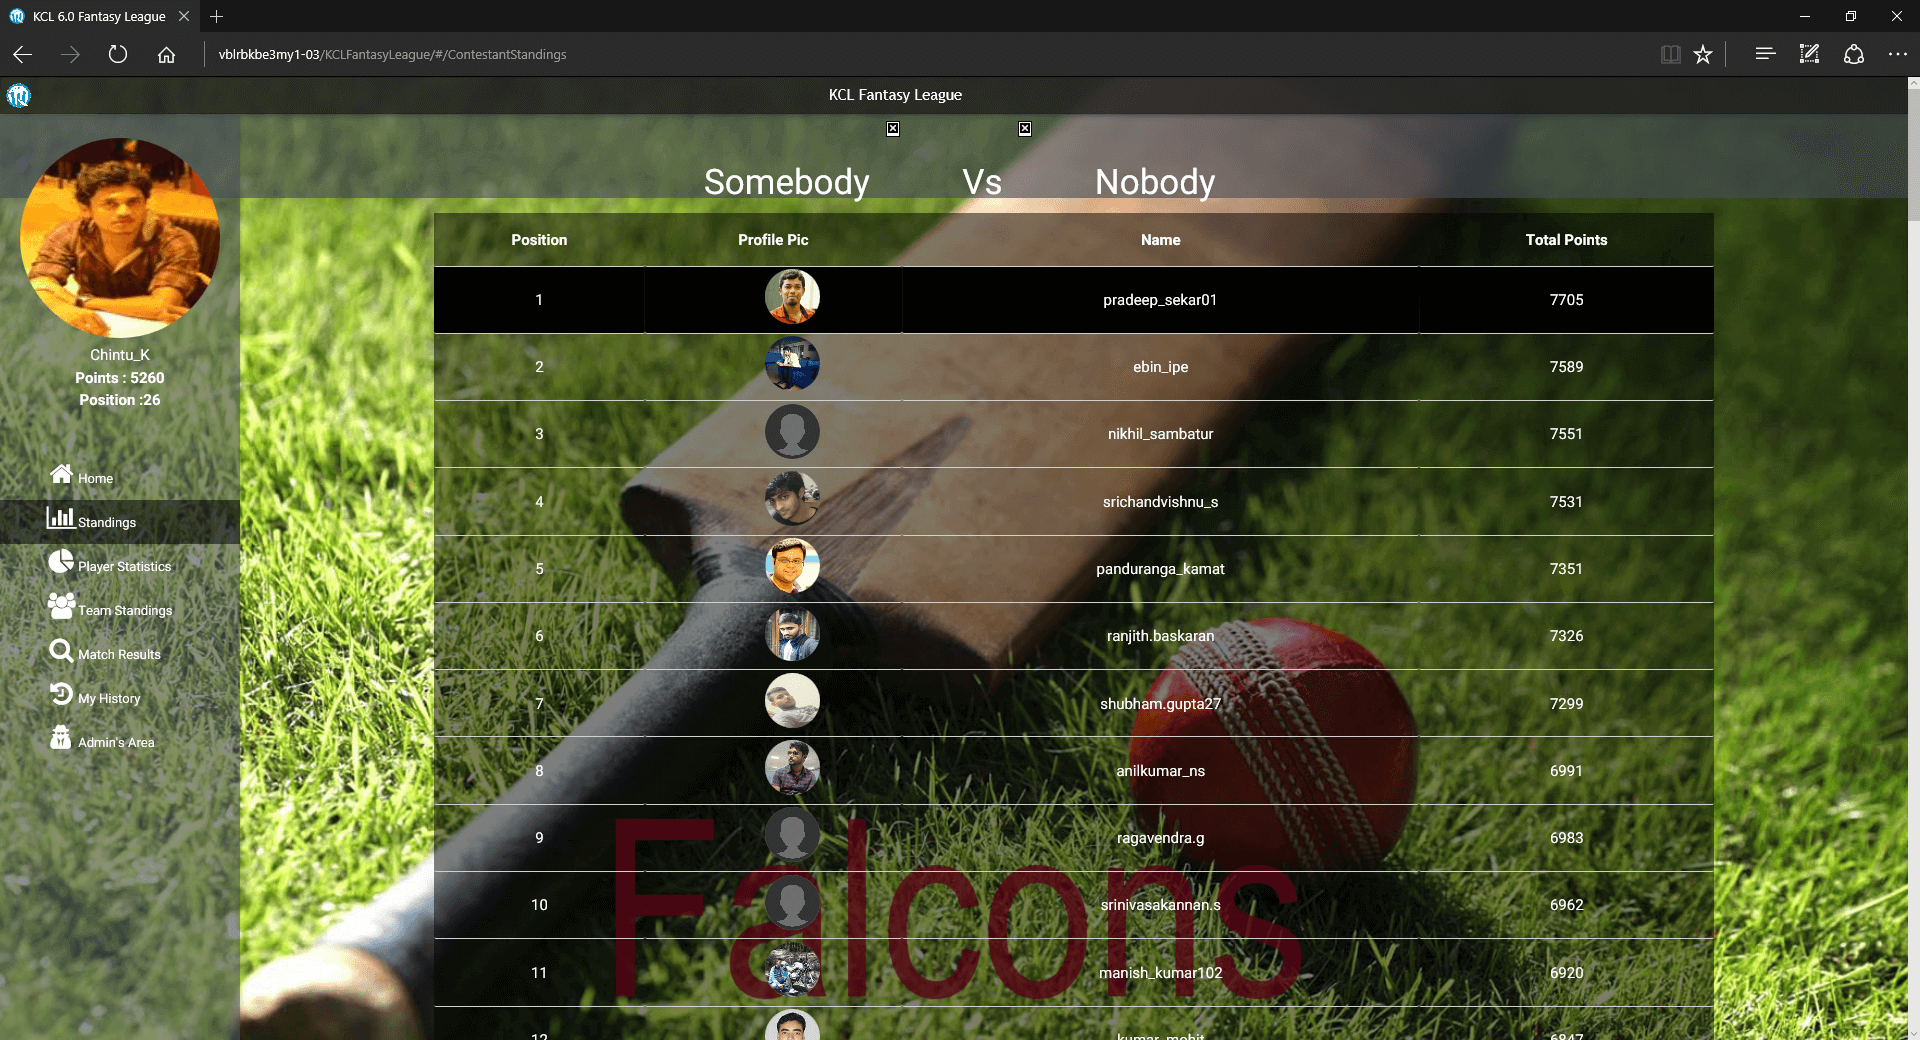 KCL 6.0 Fantasy League
vblrbkbe3my1-03/KCLFantasyLeague/#/ContestantStandings
KCL Fantasy League
Somebody Vs Nobody
Chintu_K
Points : 5260
Position :26
Home
Standings
Player Statistics
Team Standings
Match Results
My History
Admin's Area
Position Profile Pic Name Total Points
1 pradeep_sekar01 7705
2 ebin_ipe 7589
3 nikhil_sambatur 7551
4 srichandvishnu_s 7531
5 panduranga_kamat 7351
6 ranjith.baskaran 7326
7 shubham.gupta27 7299
8 anilkumar_ns 6991
9 ragavendra.g 6983
10 srinivasakannan.s 6962
11 manish_kumar102 6920
12 kumar_mohit 6847
Falcons